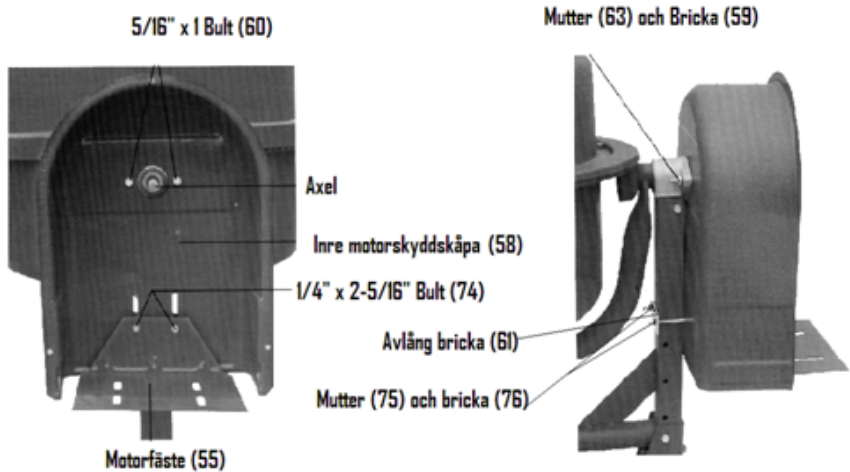 5/16" x 1 Bult (60)
Mutter (63) och Bricka (59)
Axel
Inre motorskyddskåpa (58)
1/4" x 2-5/16" Bult (74)
Avlång bricka (61)
Mutter (75) och bricka (76)
Motorfäste (55)